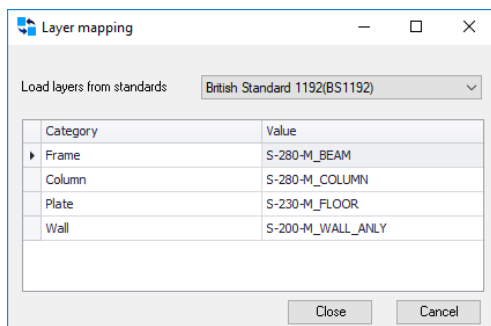 Layer mapping
Load layers from standards British Standard 1192(BS1192)
Category Value
Frame S-280-M_BEAM
Column S-280-M_COLUMN
Plate S-230-M_FLOOR
Wall S-200-M_WALL_ANLY
Close Cancel